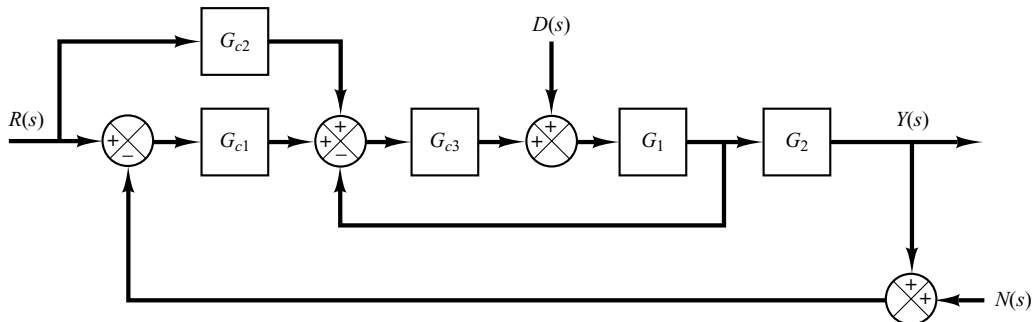 G_c2
D(s)
R(s)
+
−
G_c1
+
+
−
G_c3
+
+
G_1
G_2
Y(s)
+
+
N(s)